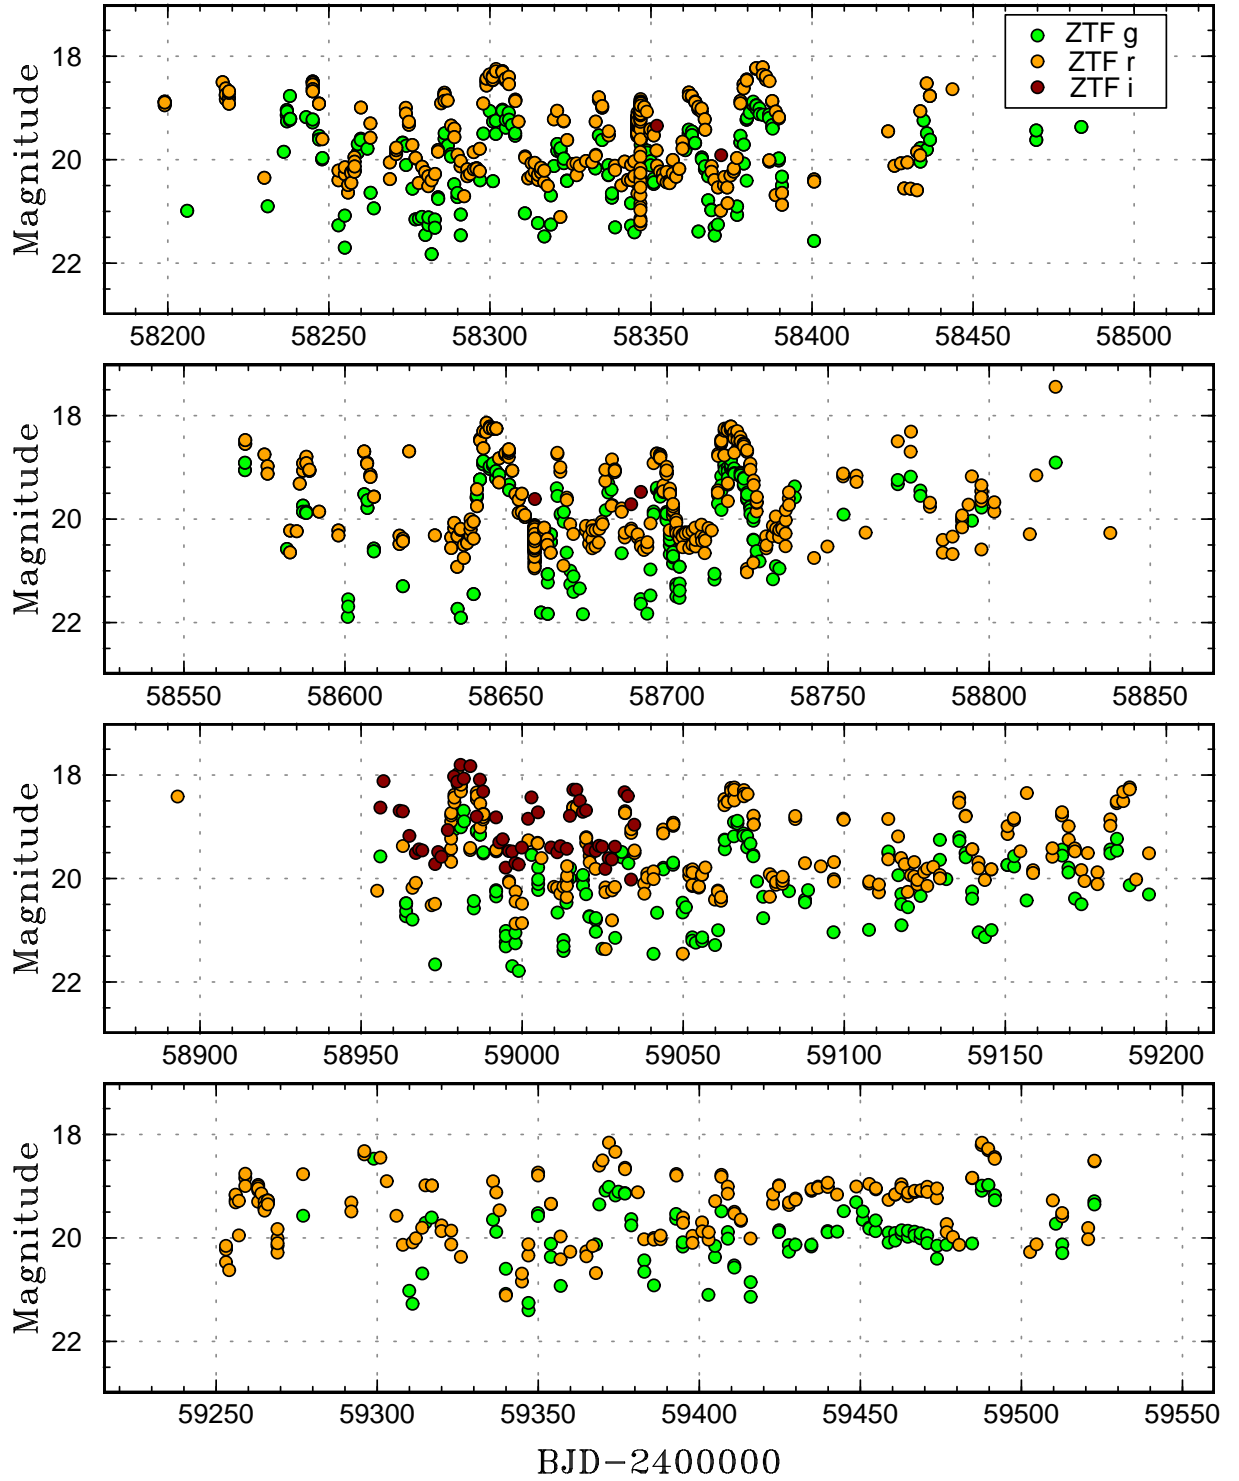 ZTF g
ZTF r
ZTF i
Magnitude
18
20
22
58200 58250 58300 58350 58400 58450 58500
Magnitude
18
20
22
58550 58600 58650 58700 58750 58800 58850
Magnitude
18
20
22
58900 58950 59000 59050 59100 59150 59200
Magnitude
18
20
22
59250 59300 59350 59400 59450 59500 59550
BJD−2400000